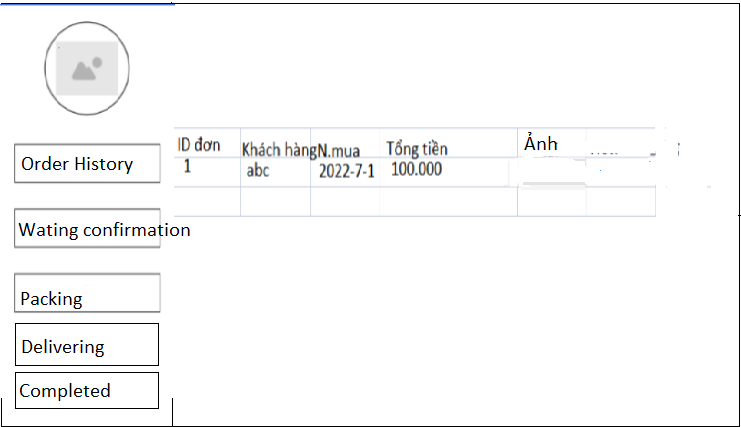 Order History
Wating confirmation
Packing
Delivering
Completed
ID đơn Khách hàng N.mua Tổng tiền Ảnh
1 abc 2022-7-1 100.000